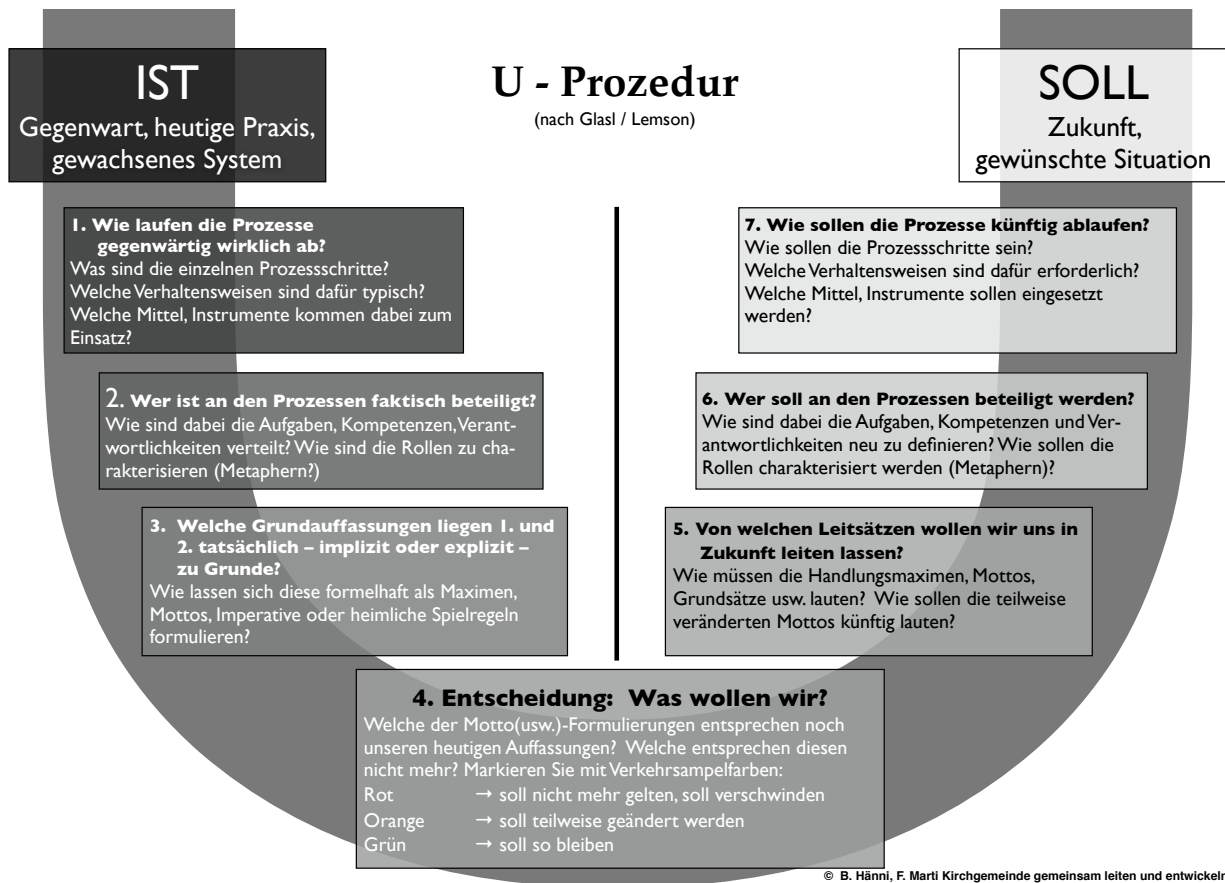 IST
Gegenwart, heutige Praxis,
gewachsenes System
U - Prozedur
(nach Glasl / Lemson)
SOLL
Zukunft,
gewünschte Situation
1. Wie laufen die Prozesse
gegenwärtig wirklich ab?
Was sind die einzelnen Prozessschritte?
Welche Verhaltensweisen sind dafür typisch?
Welche Mittel, Instrumente kommen dabei zum
Einsatz?
2. Wer ist an den Prozessen faktisch beteiligt?
Wie sind dabei die Aufgaben, Kompetenzen, Verant-
wortlichkeiten verteilt? Wie sind die Rollen zu cha-
rakterisieren (Metaphern?)
3. Welche Grundauffassungen liegen 1. und
2. tatsächlich – implizit oder explizit –
zu Grunde?
Wie lassen sich diese formelhaft als Maximen,
Mottos, Imperative oder heimliche Spielregeln
formulieren?
4. Entscheidung: Was wollen wir?
Welche der Motto(usw.)-Formulierungen entsprechen noch
unseren heutigen Auffassungen? Welche entsprechen diesen
nicht mehr? Markieren Sie mit Verkehrsampelfarben:
Rot → soll nicht mehr gelten, soll verschwinden
Orange → soll teilweise geändert werden
Grün → soll so bleiben
5. Von welchen Leitsätzen wollen wir uns in
Zukunft leiten lassen?
Wie müssen die Handlungsmaximen, Mottos,
Grundsätze usw. lauten? Wie sollen die teilweise
veränderten Mottos künftig lauten?
6. Wer soll an den Prozessen beteiligt werden?
Wie sind dabei die Aufgaben, Kompetenzen und Ver-
antwortlichkeiten neu zu definieren? Wie sollen die
Rollen charakterisiert werden (Metaphern)?
7. Wie sollen die Prozesse künftig ablaufen?
Wie sollen die Prozessschritte sein?
Welche Verhaltensweisen sind dafür erforderlich?
Welche Mittel, Instrumente sollen eingesetzt
werden?
© B. Hänni, F. Marti Kirchgemeinde gemeinsam leiten und entwickeln